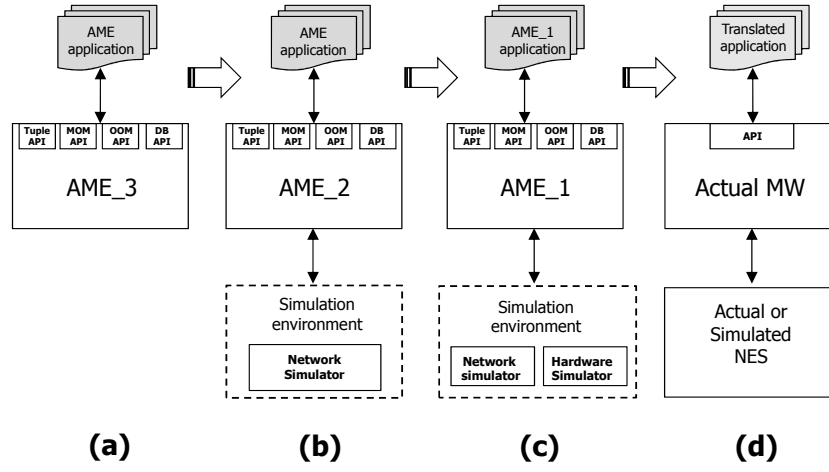 AME
application
AME
application
AME_1
application
Translated
application
Tuple
API
MOM
API
OOM
API
DB
API
AME_3
Tuple
API
MOM
API
OOM
API
DB
API
AME_2
Tuple
API
MOM
API
OOM
API
DB
API
AME_1
API
Actual MW
Simulation
environment
Network
Simulator
Simulation
environment
Network
simulator
Hardware
Simulator
Actual or
Simulated
NES
(a)
(b)
(c)
(d)